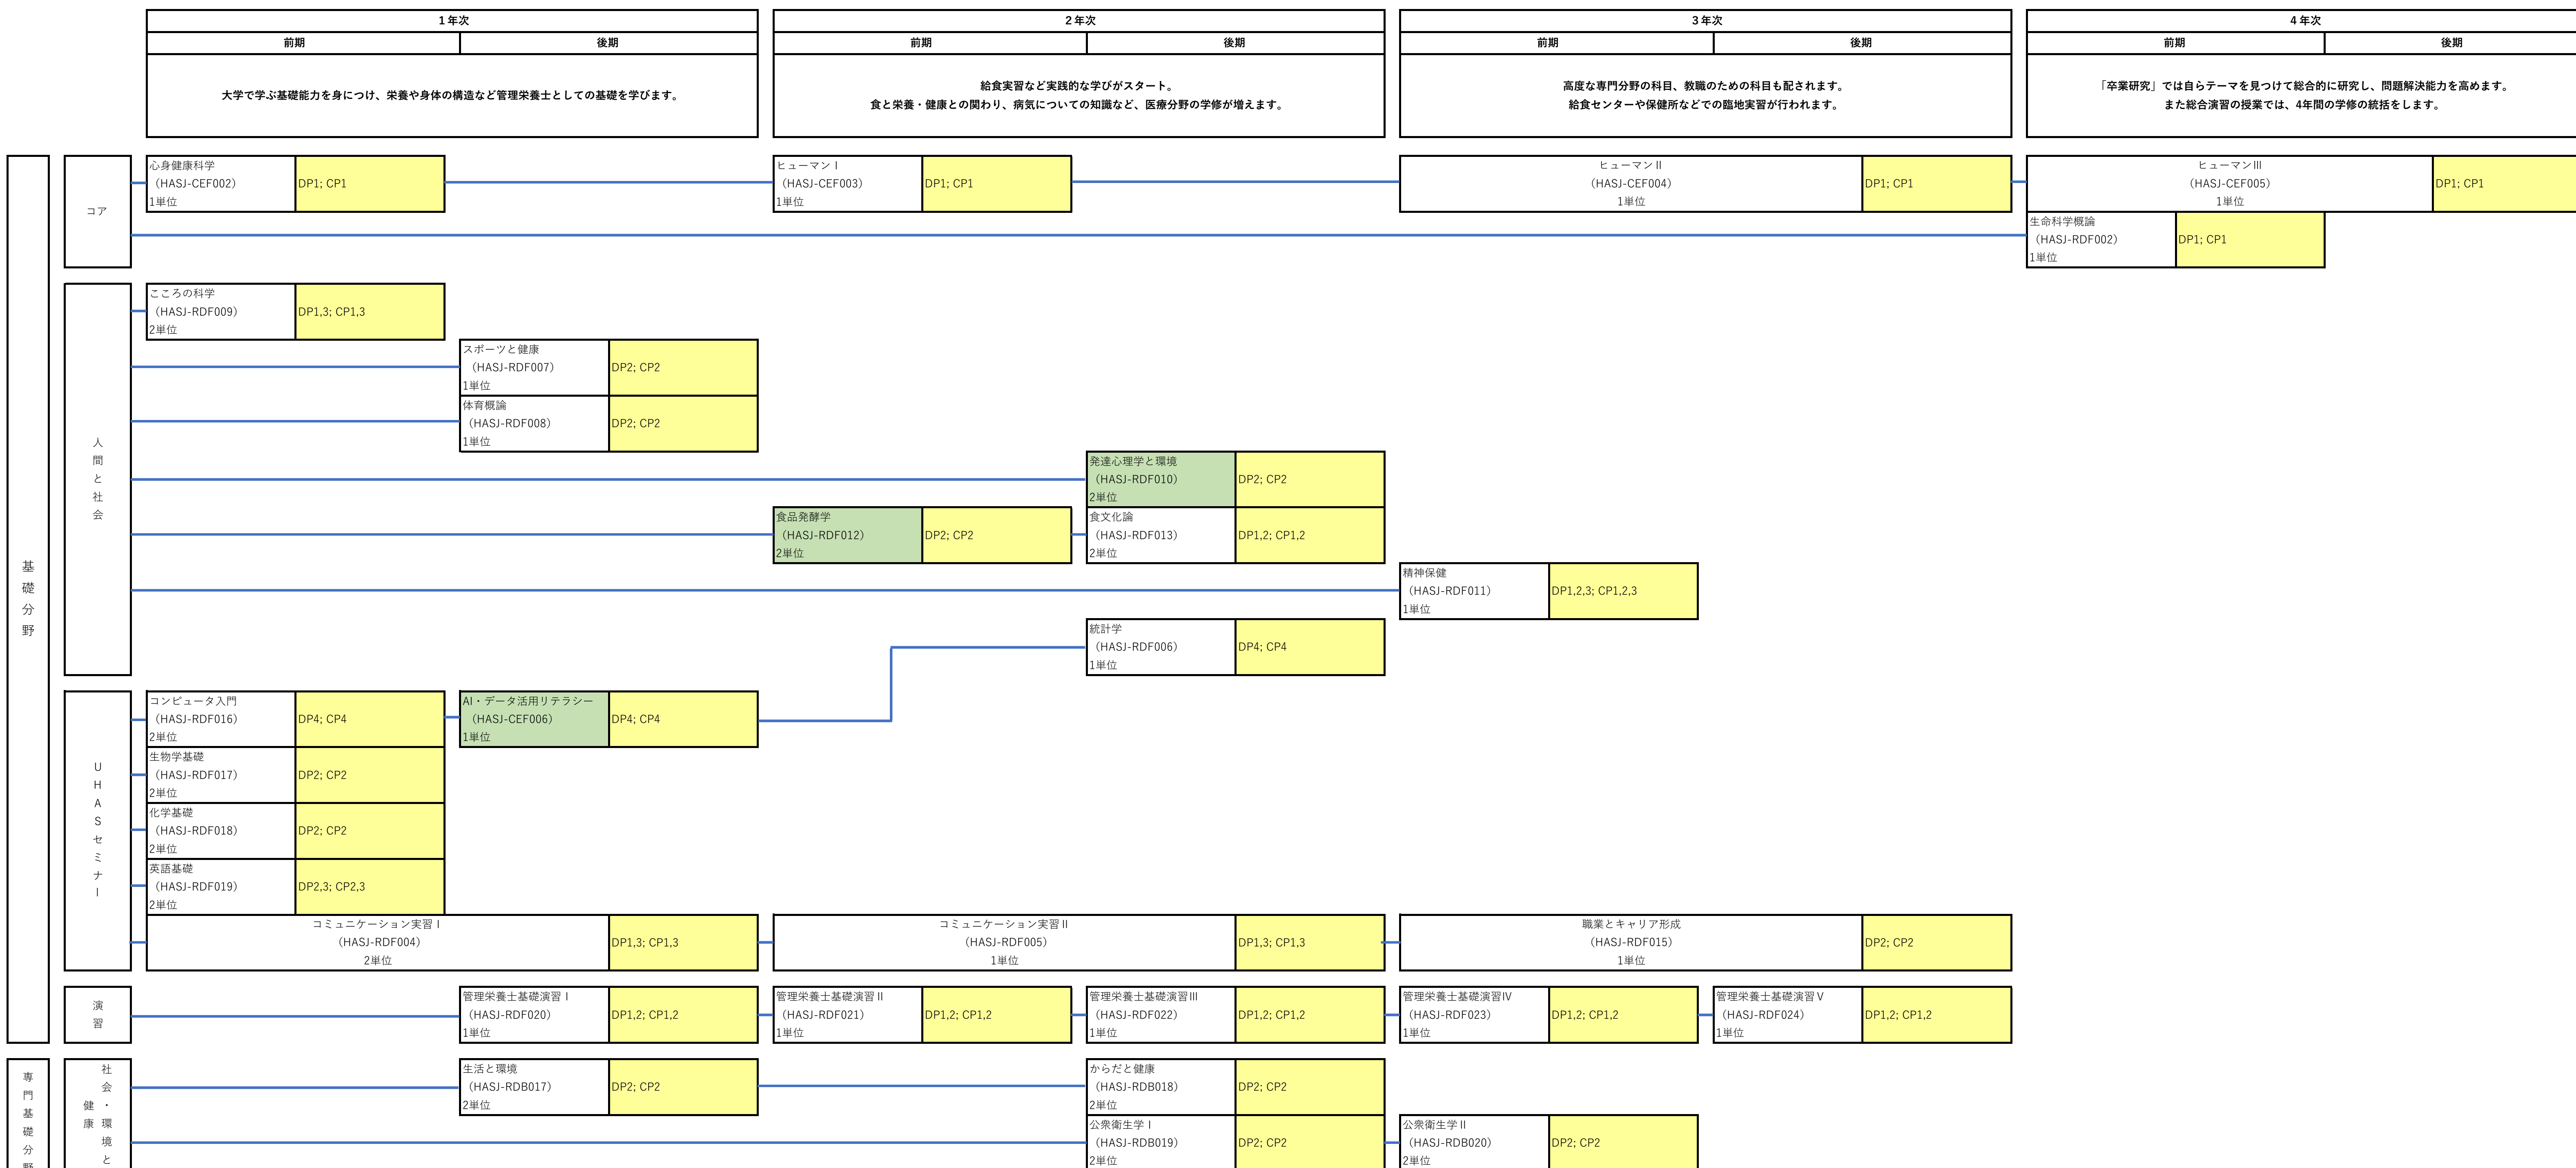 １年次
２年次
３年次
４年次
前期
後期
前期
後期
前期
後期
前期
後期
大学で学ぶ基礎能力を身につけ、栄養や身体の構造など管理栄養士としての基礎を学びます。
給食実習など実践的な学びがスタート。
食と栄養・健康との関わり、病気についての知識など、医療分野の学修が増えます。
高度な専門分野の科目、教職のための科目も配されます。
給食センターや保健所などでの臨地実習が行われます。
「卒業研究」では自らテーマを見つけて総合的に研究し、問題解決能力を高めます。
また総合演習の授業では、4年間の学修の統括をします。
基礎分野
コア
心身健康科学
（HASJ-CEF002）
1単位
DP1; CP1
ヒューマンⅠ
（HASJ-CEF003）
1単位
DP1; CP1
ヒューマンⅡ
（HASJ-CEF004）
1単位
DP1; CP1
ヒューマンⅢ
（HASJ-CEF005）
1単位
DP1; CP1
生命科学概論
（HASJ-RDF002）
1単位
DP1; CP1
人間と社会
こころの科学
（HASJ-RDF009）
2単位
DP1,3; CP1,3
スポーツと健康
（HASJ-RDF007）
1単位
DP2; CP2
体育概論
（HASJ-RDF008）
1単位
DP2; CP2
発達心理学と環境
（HASJ-RDF010）
2単位
DP2; CP2
食品発酵学
（HASJ-RDF012）
2単位
DP2; CP2
食文化論
（HASJ-RDF013）
2単位
DP1,2; CP1,2
精神保健
（HASJ-RDF011）
1単位
DP1,2,3; CP1,2,3
統計学
（HASJ-RDF006）
1単位
DP4; CP4
UHASセミナー
コンピュータ入門
（HASJ-RDF016）
2単位
DP4; CP4
AI・データ活用リテラシー
（HASJ-CEF006）
1単位
DP4; CP4
生物学基礎
（HASJ-RDF017）
2単位
DP2; CP2
化学基礎
（HASJ-RDF018）
2単位
DP2; CP2
英語基礎
（HASJ-RDF019）
2単位
DP2,3; CP2,3
コミュニケーション実習Ⅰ
（HASJ-RDF004）
2単位
DP1,3; CP1,3
コミュニケーション実習Ⅱ
（HASJ-RDF005）
1単位
DP1,3; CP1,3
職業とキャリア形成
（HASJ-RDF015）
1単位
DP2; CP2
演習
管理栄養士基礎演習Ⅰ
（HASJ-RDF020）
1単位
DP1,2; CP1,2
管理栄養士基礎演習Ⅱ
（HASJ-RDF021）
1単位
DP1,2; CP1,2
管理栄養士基礎演習Ⅲ
（HASJ-RDF022）
1単位
DP1,2; CP1,2
管理栄養士基礎演習Ⅳ
（HASJ-RDF023）
1単位
DP1,2; CP1,2
管理栄養士基礎演習Ⅴ
（HASJ-RDF024）
1単位
DP1,2; CP1,2
専門基礎分野
社会・環境と
健康
生活と環境
（HASJ-RDB017）
2単位
DP2; CP2
からだと健康
（HASJ-RDB018）
2単位
DP2; CP2
公衆衛生学Ⅰ
（HASJ-RDB019）
2単位
DP2; CP2
公衆衛生学Ⅱ
（HASJ-RDB020）
2単位
DP2; CP2